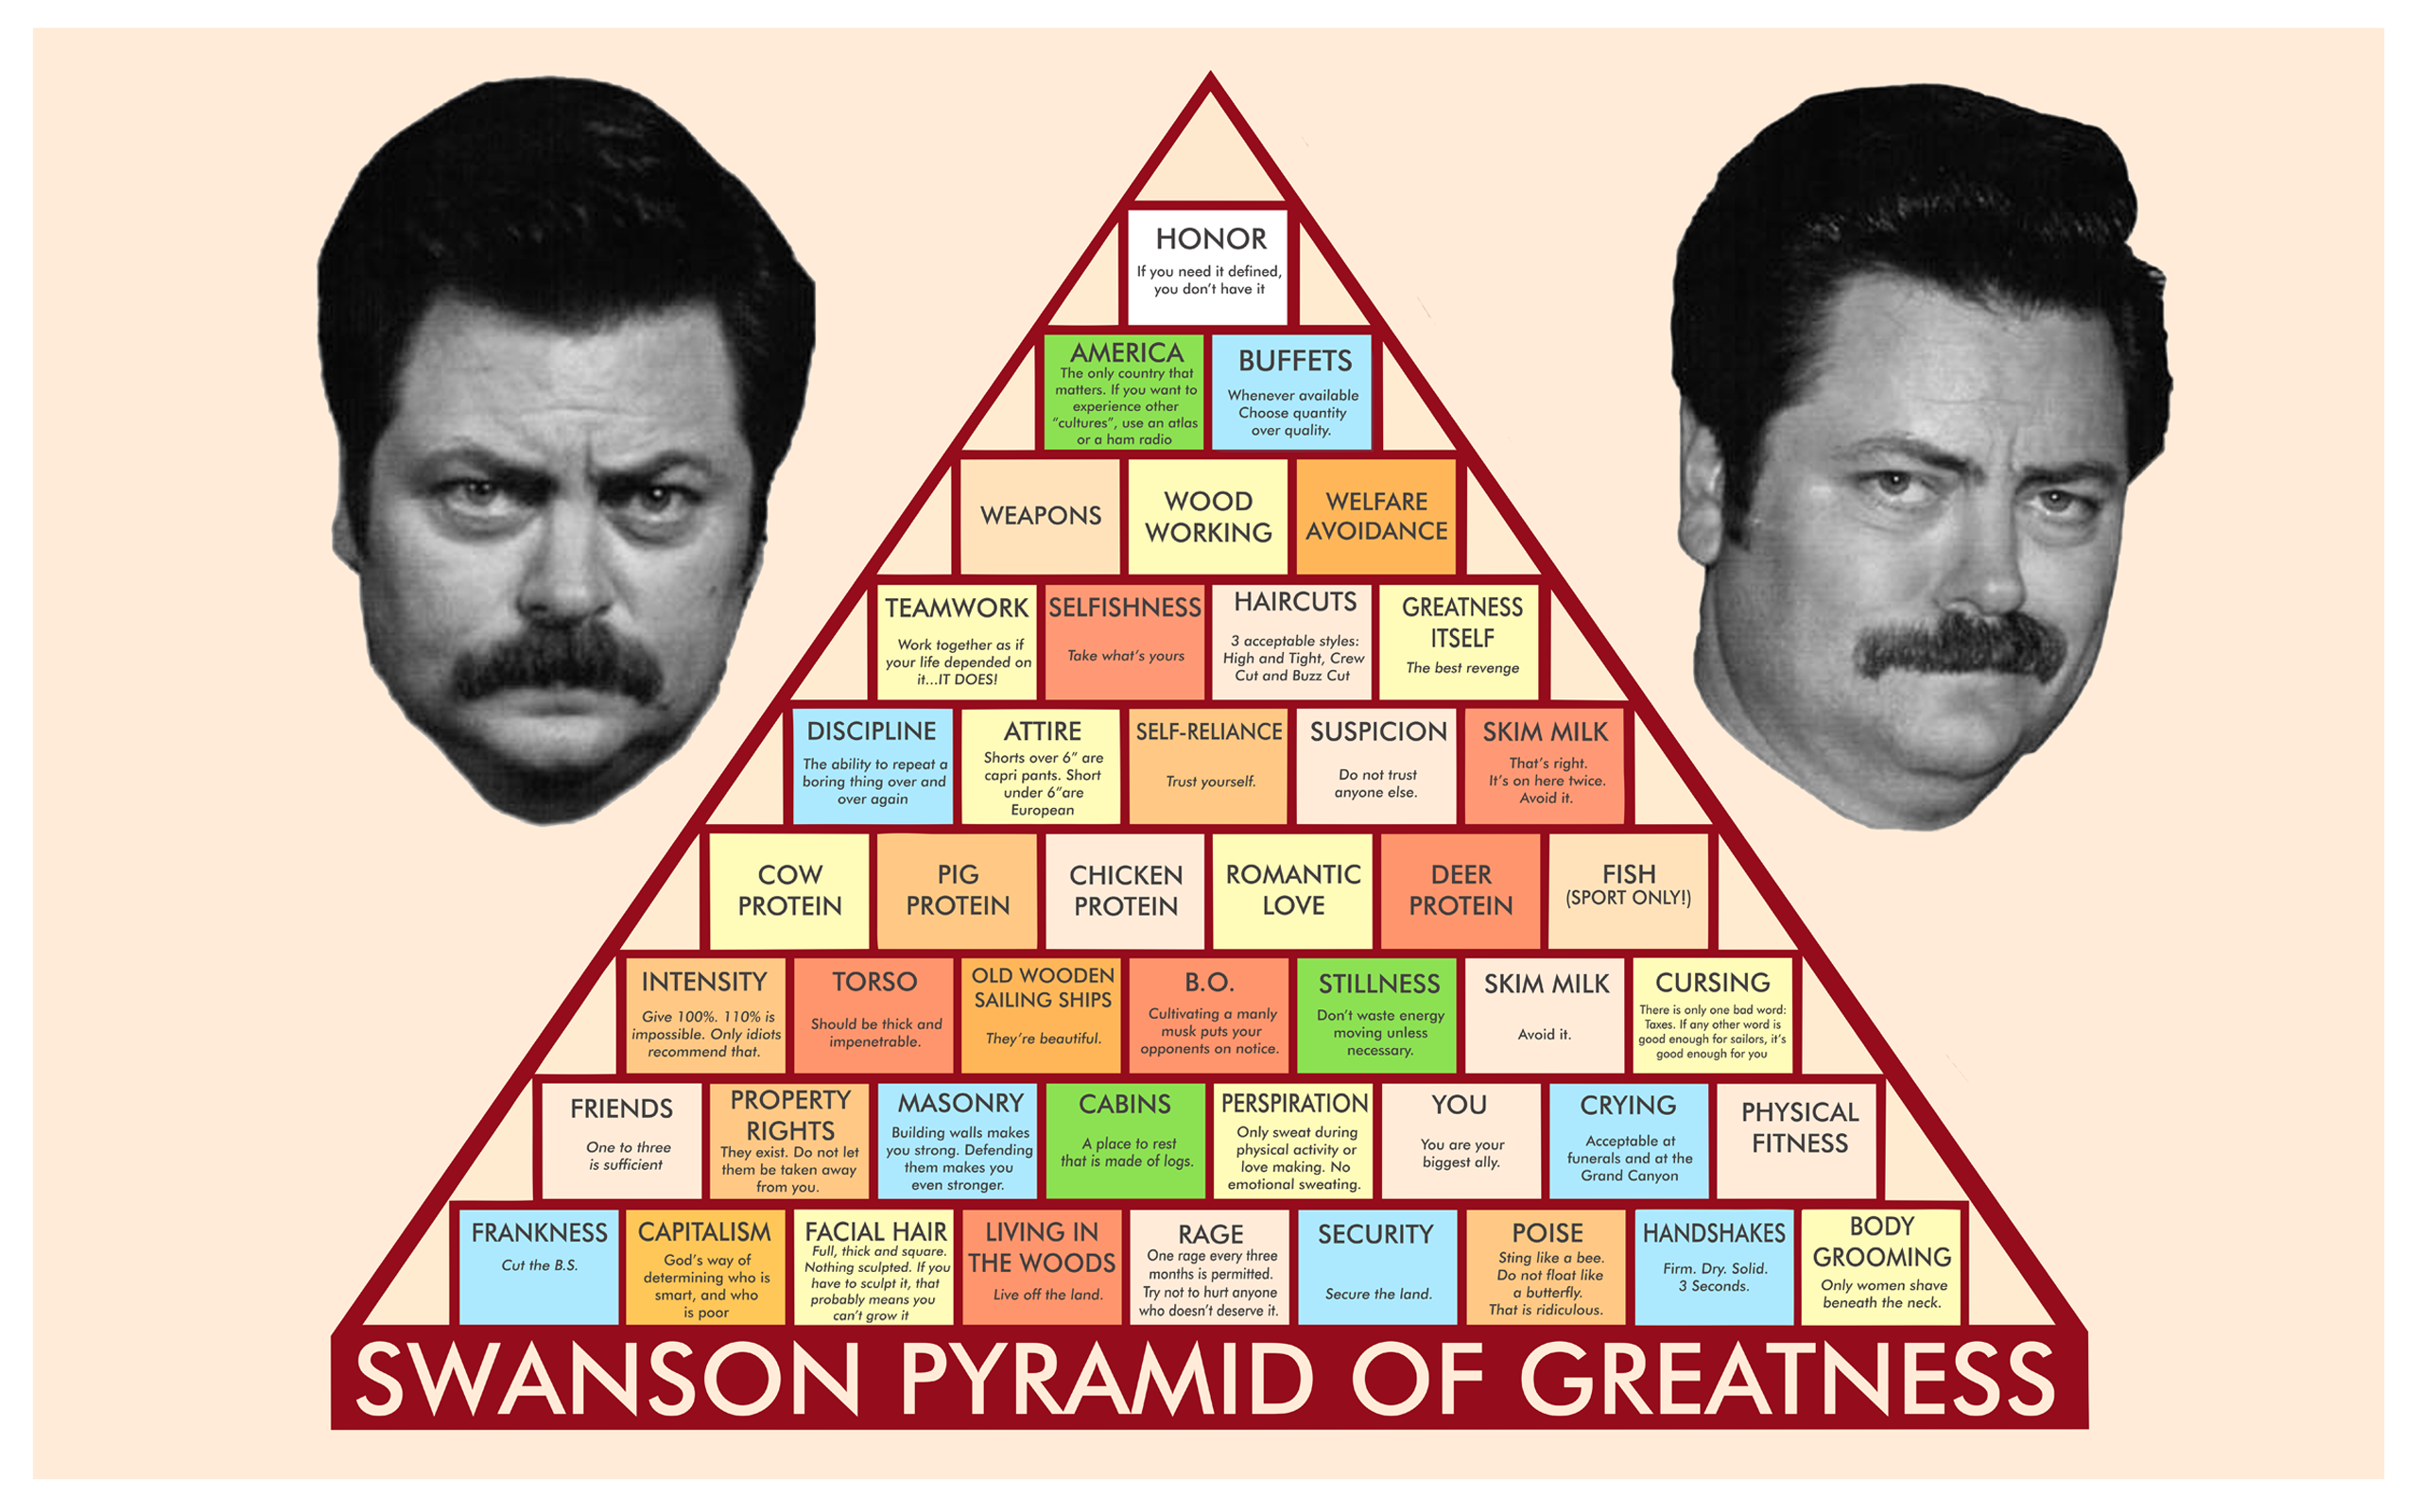 HONOR
If you need it defined,
you don't have it
AMERICA
The only country that
matters. If you want to
experience other
"cultures", use an atlas
or a ham radio
BUFFETS
Whenever available
Choose quantity
over quality.
WEAPONS
WOOD
WORKING
WELFARE
AVOIDANCE
TEAMWORK
Work together as if
your life depended on
it...IT DOES!
SELFISHNESS
Take what's yours
HAIRCUTS
3 acceptable styles:
High and Tight, Crew
Cut and Buzz Cut
GREATNESS
ITSELF
The best revenge
DISCIPLINE
The ability to repeat a
boring thing over and
over again
ATTIRE
Shorts over 6" are
capri pants. Short
under 6"are
European
SELF-RELIANCE
Trust yourself.
SUSPICION
Do not trust
anyone else.
SKIM MILK
That's right.
It's on here twice.
Avoid it.
COW
PROTEIN
PIG
PROTEIN
CHICKEN
PROTEIN
ROMANTIC
LOVE
DEER
PROTEIN
FISH
(SPORT ONLY!)
INTENSITY
Give 100%. 110% is
impossible. Only idiots
recommend that.
TORSO
Should be thick and
impenetrable.
OLD WOODEN
SAILING SHIPS
They're beautiful.
B.O.
Cultivating a manly
musk puts your
opponents on notice.
STILLNESS
Don't waste energy
moving unless
necessary.
SKIM MILK
Avoid it.
CURSING
There is only one bad word:
Taxes. If any other word is
good enough for sailors, it's
good enough for you
FRIENDS
One to three
is sufficient
PROPERTY
RIGHTS
They exist. Do not let
them be taken away
from you.
MASONRY
Building walls makes
you strong. Defending
them makes you
even stronger.
CABINS
A place to rest
that is made of logs.
PERSPIRATION
Only sweat during
physical activity or
love making. No
emotional sweating.
YOU
You are your
biggest ally.
CRYING
Acceptable at
funerals and at the
Grand Canyon
PHYSICAL
FITNESS
FRANKNESS
Cut the B.S.
CAPITALISM
God's way of
determining who is
smart, and who
is poor
FACIAL HAIR
Full, thick and square.
Nothing sculpted. If you
have to sculpt it, that
probably means you
can't grow it
LIVING IN
THE WOODS
Live off the land.
RAGE
One rage every three
months is permitted.
Try not to hurt anyone
who doesn't deserve it.
SECURITY
Secure the land.
POISE
Sting like a bee.
Do not float like
a butterfly.
That is ridiculous.
HANDSHAKES
Firm. Dry. Solid.
3 Seconds.
BODY
GROOMING
Only women shave
beneath the neck.
SWANSON PYRAMID OF GREATNESS